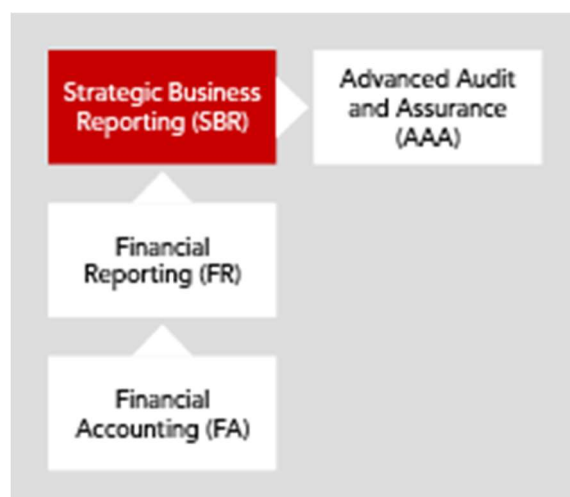 Strategic Business
Reporting (SBR)
Advanced Audit
and Assurance
(AAA)
Financial
Reporting (FR)
Financial
Accounting (FA)